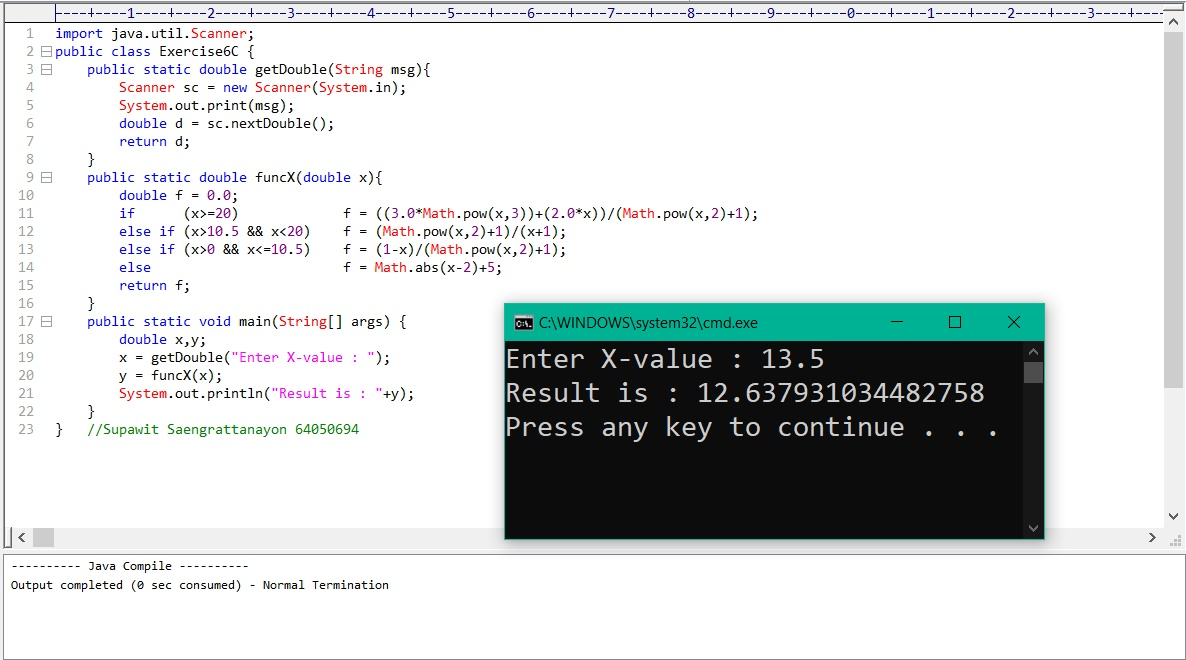 ----+----1----+----2----+----3----+----4----+----5----+----6----+----7----+----8----+----9----+----0----+----1----+----2----+----3----+----
1 import java.util.Scanner;
2 public class Exercise6C {
3 public static double getDouble(String msg){
4 Scanner sc = new Scanner(System.in);
5 System.out.print(msg);
6 double d = sc.nextDouble();
7 return d;
8 }
9 public static double funcX(double x){
10 double f = 0.0;
11 if (x>=20) f = ((3.0*Math.pow(x,3))+(2.0*x))/(Math.pow(x,2)+1);
12 else if (x>10.5 && x<20) f = (Math.pow(x,2)+1)/(x+1);
13 else if (x>0 && x<=10.5) f = (1-x)/(Math.pow(x,2)+1);
14 else f = Math.abs(x-2)+5;
15 return f;
16 }
17 public static void main(String[] args) {
18 double x,y;
19 x = getDouble("Enter X-value : ");
20 y = funcX(x);
21 System.out.println("Result is : "+y);
22 }
23 } //Supawit Saengrattanayon 64050694
C:\WINDOWS\system32\cmd.exe
Enter X-value : 13.5
Result is : 12.637931034482758
Press any key to continue . . .
---------- Java Compile ----------
Output completed (0 sec consumed) - Normal Termination